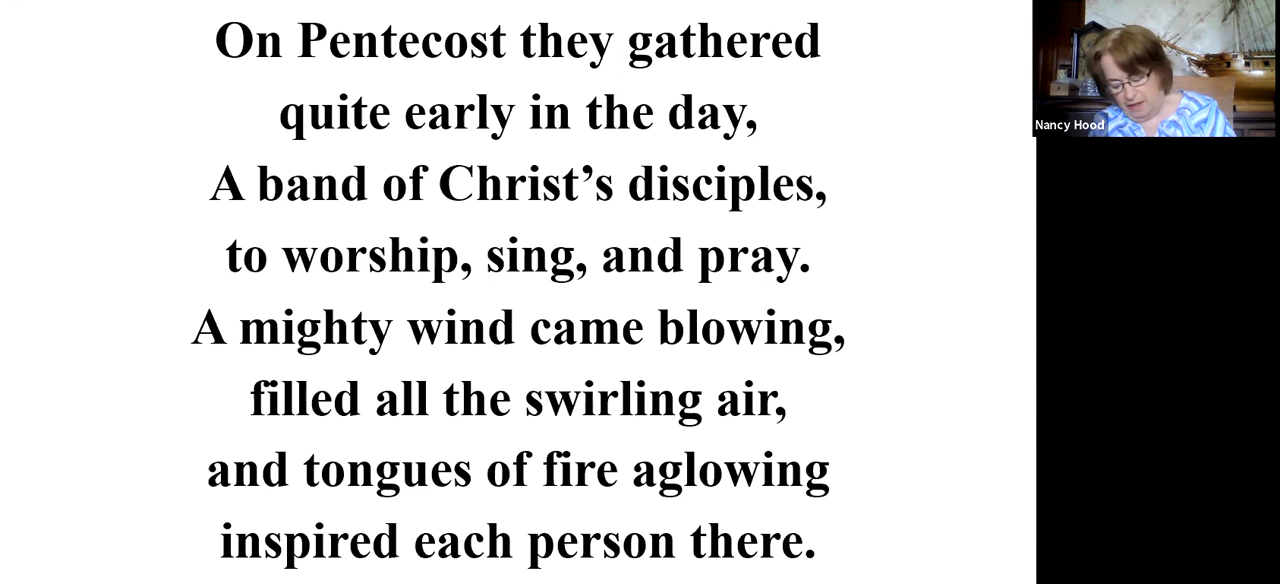 On Pentecost they gathered
quite early in the day,
A band of Christ’s disciples,
to worship, sing, and pray.
A mighty wind came blowing,
filled all the swirling air,
and tongues of fire aglowing
inspired each person there.
Nancy Hood